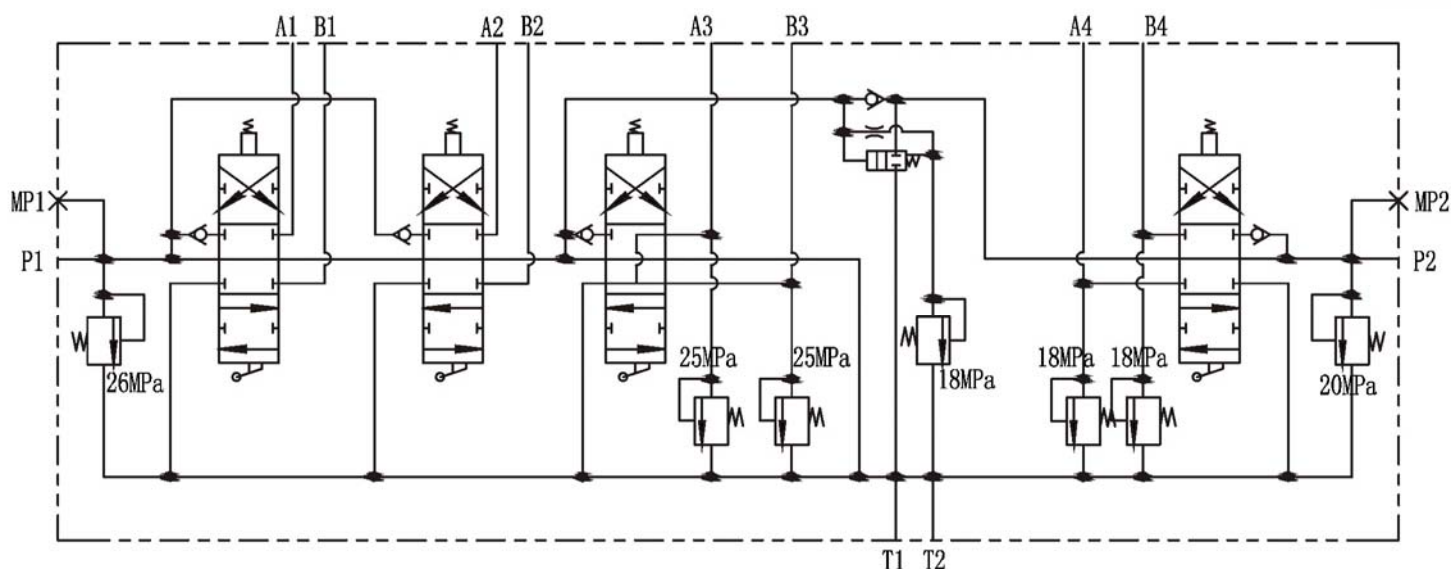 A1 B1 A2 B2 A3 B3 A4 B4
MP1 MP2
P1 P2
25MPa 25MPa 18MPa 18MPa
26MPa 18MPa 20MPa
T1 T2